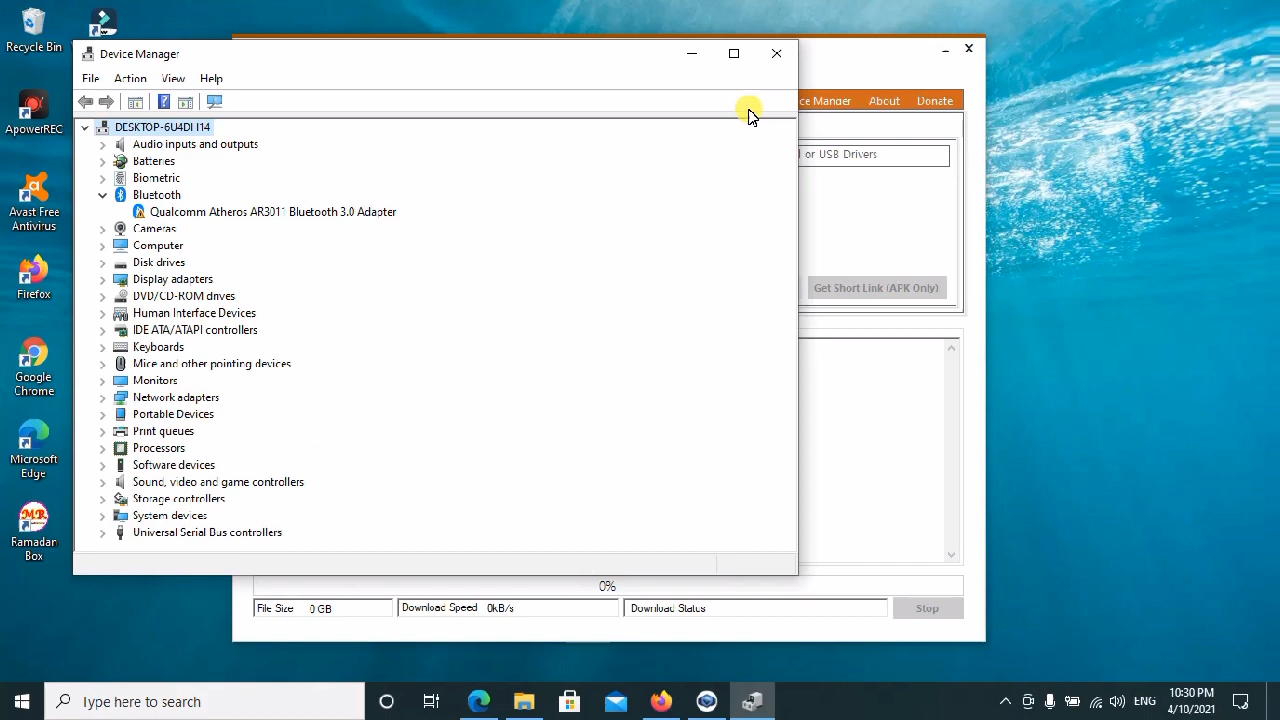 Recycle Bin
ApowerREC
Avast Free
Antivirus
Firefox
Google
Chrome
Microsoft
Edge
MR
Ramadan
Box
Device Manager
File Action View Help
DESKTOP-6U4DI I14
Audio inputs and outputs
Batteries
Biometric
Bluetooth
Qualcomm Atheros AR3011 Bluetooth 3.0 Adapter
Cameras
Computer
Disk drives
Display adapters
DVD/CD-ROM drives
Human Interface Devices
IDE ATA/ATAPI controllers
Keyboards
Mice and other pointing devices
Monitors
Network adapters
Portable Devices
Print queues
Processors
Software devices
Sound, video and game controllers
Storage controllers
System devices
Universal Serial Bus controllers
ce Manger About Donate
l or USB Drivers
Get Short Link (AFK Only)
0%
File Size 0 GB Download Speed 0kB/s Download Status Stop
Type here to search
ENG
10:30 PM
4/10/2021